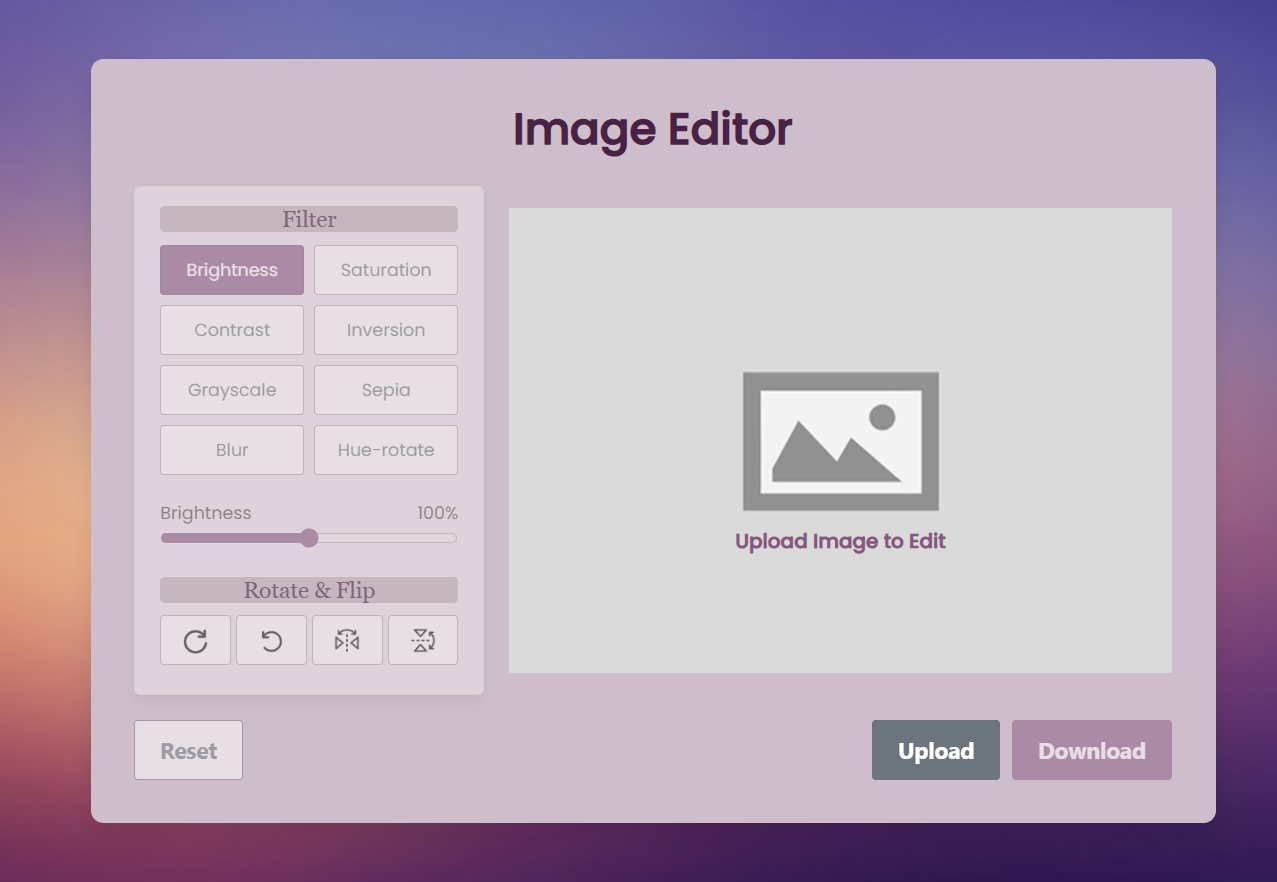 Image Editor
Filter
Brightness
Saturation
Contrast
Inversion
Grayscale
Sepia
Blur
Hue-rotate
Brightness 100%
Rotate & Flip
Upload Image to Edit
Reset
Upload
Download